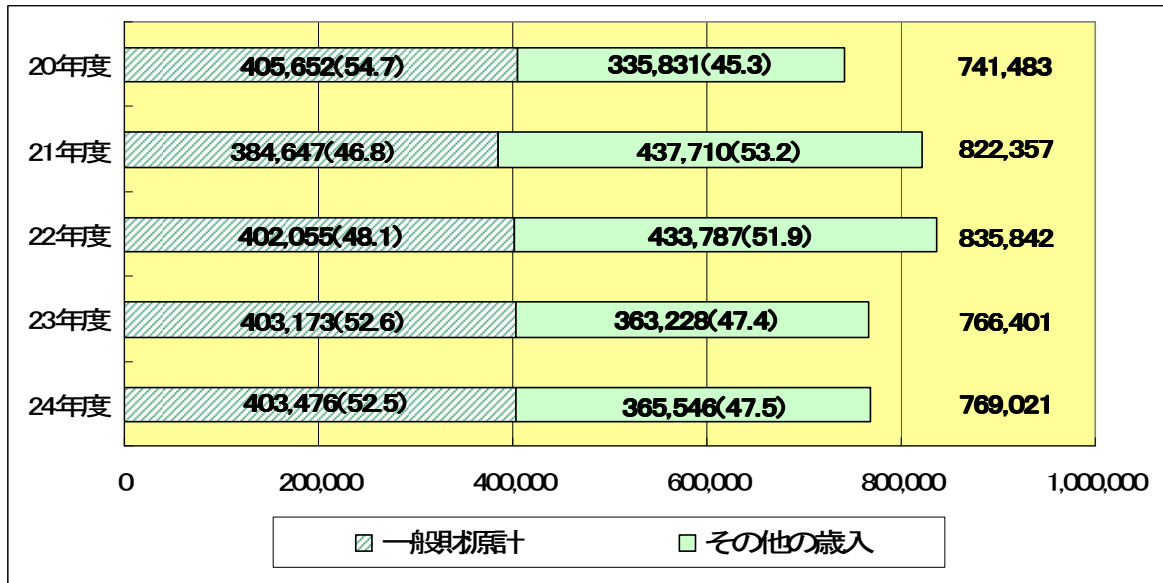 20年度 405,652(54.7) 335,831(45.3) 741,483
21年度 384,647(46.8) 437,710(53.2) 822,357
22年度 402,055(48.1) 433,787(51.9) 835,842
23年度 403,173(52.6) 363,228(47.4) 766,401
24年度 403,476(52.5) 365,546(47.5) 769,021
0 200,000 400,000 600,000 800,000 1,000,000
一般財源計 その他の歳入